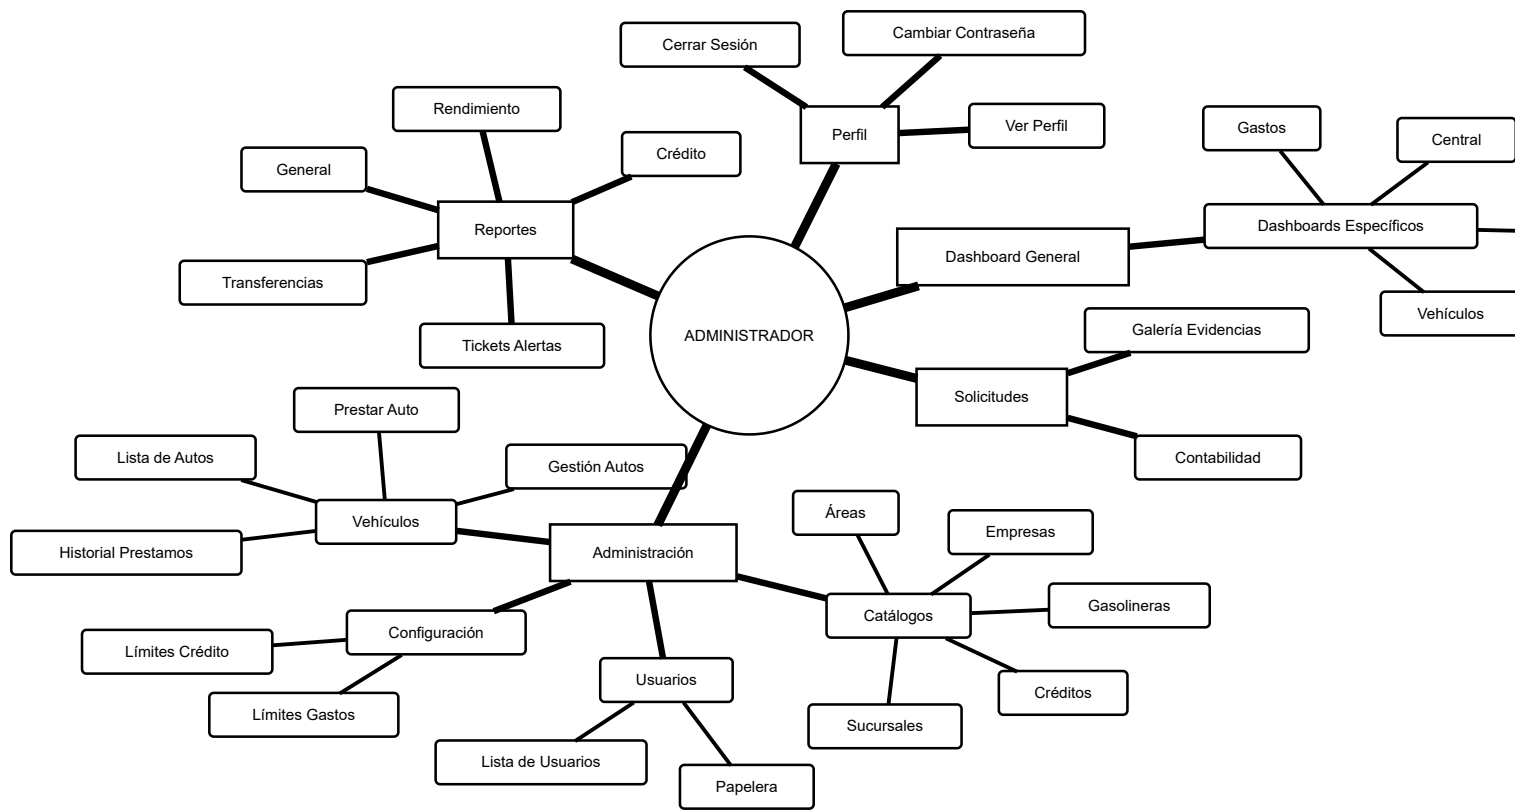 Cambiar Contraseña
Cerrar Sesión
Rendimiento
Perfil
Ver Perfil
Gastos
Central
General
Crédito
Reportes
Dashboards Específicos
Dashboard General
Transferencias
Vehículos
Galería Evidencias
Tickets Alertas
ADMINISTRADOR
Solicitudes
Prestar Auto
Lista de Autos
Gestión Autos
Contabilidad
Vehículos
Áreas
Empresas
Historial Prestamos
Administración
Gasolineras
Catálogos
Configuración
Límites Crédito
Usuarios
Créditos
Límites Gastos
Sucursales
Lista de Usuarios
Papelera